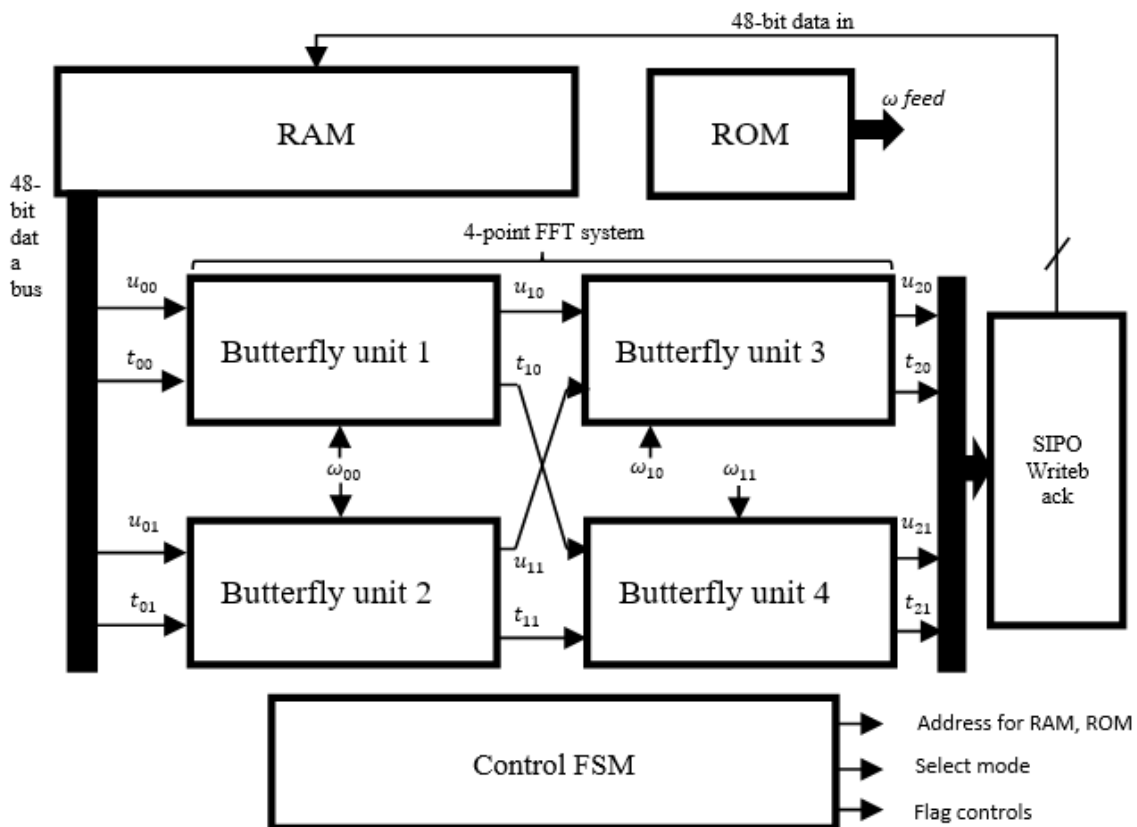 48-bit data in
RAM
ROM
ω feed
48-
bit
dat
a
bus
4-point FFT system
u₀₀
t₀₀
Butterfly unit 1
u₁₀
t₁₀
Butterfly unit 3
u₂₀
t₂₀
ω₀₀
ω₁₀
ω₁₁
SIPO
Writeb
ack
u₀₁
t₀₁
Butterfly unit 2
u₁₁
t₁₁
Butterfly unit 4
u₂₁
t₂₁
Control FSM
Address for RAM, ROM
Select mode
Flag controls